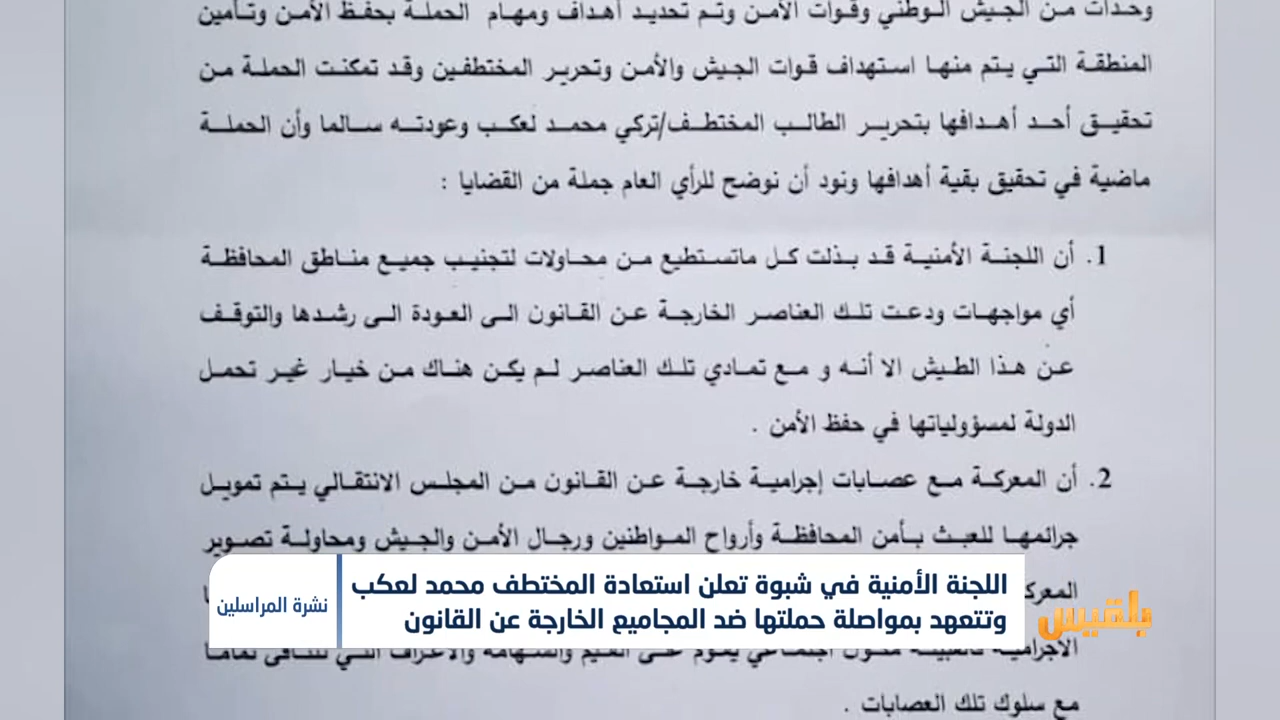 وحدات من الجيش الوطني وقوات الأمن وتم تحديد أهداف ومهام الحملة بحفظ الأمن وتأمين
المنطقة التي يتم منها استهداف قوات الجيش والأمن وتحرير المختطفين وقد تمكنت الحملة من
تحقيق أحد أهدافها بتحرير الطالب المختطف/تركي محمد لعكب وعودته سالما وأن الحملة
ماضية في تحقيق بقية أهدافها ونود أن نوضح للرأي العام جملة من القضايا :
1. أن اللجنة الأمنية قد بذلت كل ماتستطيع من محاولات لتجنيب جميع مناطق المحافظة
أي مواجهات ودعت تلك العناصر الخارجة عن القانون الى العودة الى رشدها والتوقف
عن هذا الطيش الا أنه و مع تمادي تلك العناصر لم يكن هناك من خيار غير تحمل
الدولة لمسؤولياتها في حفظ الأمن .
2. أن المعركة مع عصابات إجرامية خارجة عن القانون من المجلس الانتقالي يتم تمويل
جرائمها للعبث بأمن المحافظة وأرواح المواطنين ورجال الأمن والجيش ومحاولة تصوير
اللجنة الأمنية في شبوة تعلن استعادة المختطف محمد لعكب
وتتعهد بمواصلة حملتها ضد المجاميع الخارجة عن القانون
نشرة المراسلين
بلقيس
مع سلوك تلك العصابات .